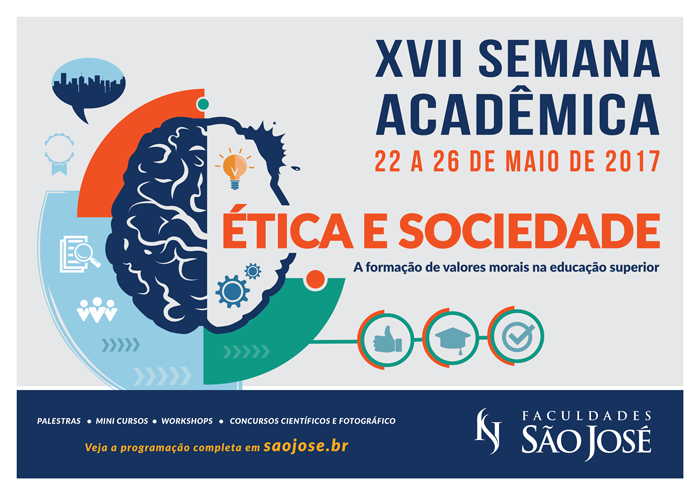 XVII SEMANA
ACADÊMICA
22 A 26 DE MAIO DE 2017
ÉTICA E SOCIEDADE
A formação de valores morais na educação superior
PALESTRAS • MINI CURSOS • WORKSHOPS • CONCURSOS CIENTÍFICOS E FOTOGRÁFICO
Veja a programação completa em saojose.br
FACULDADES
SÃO JOSÉ